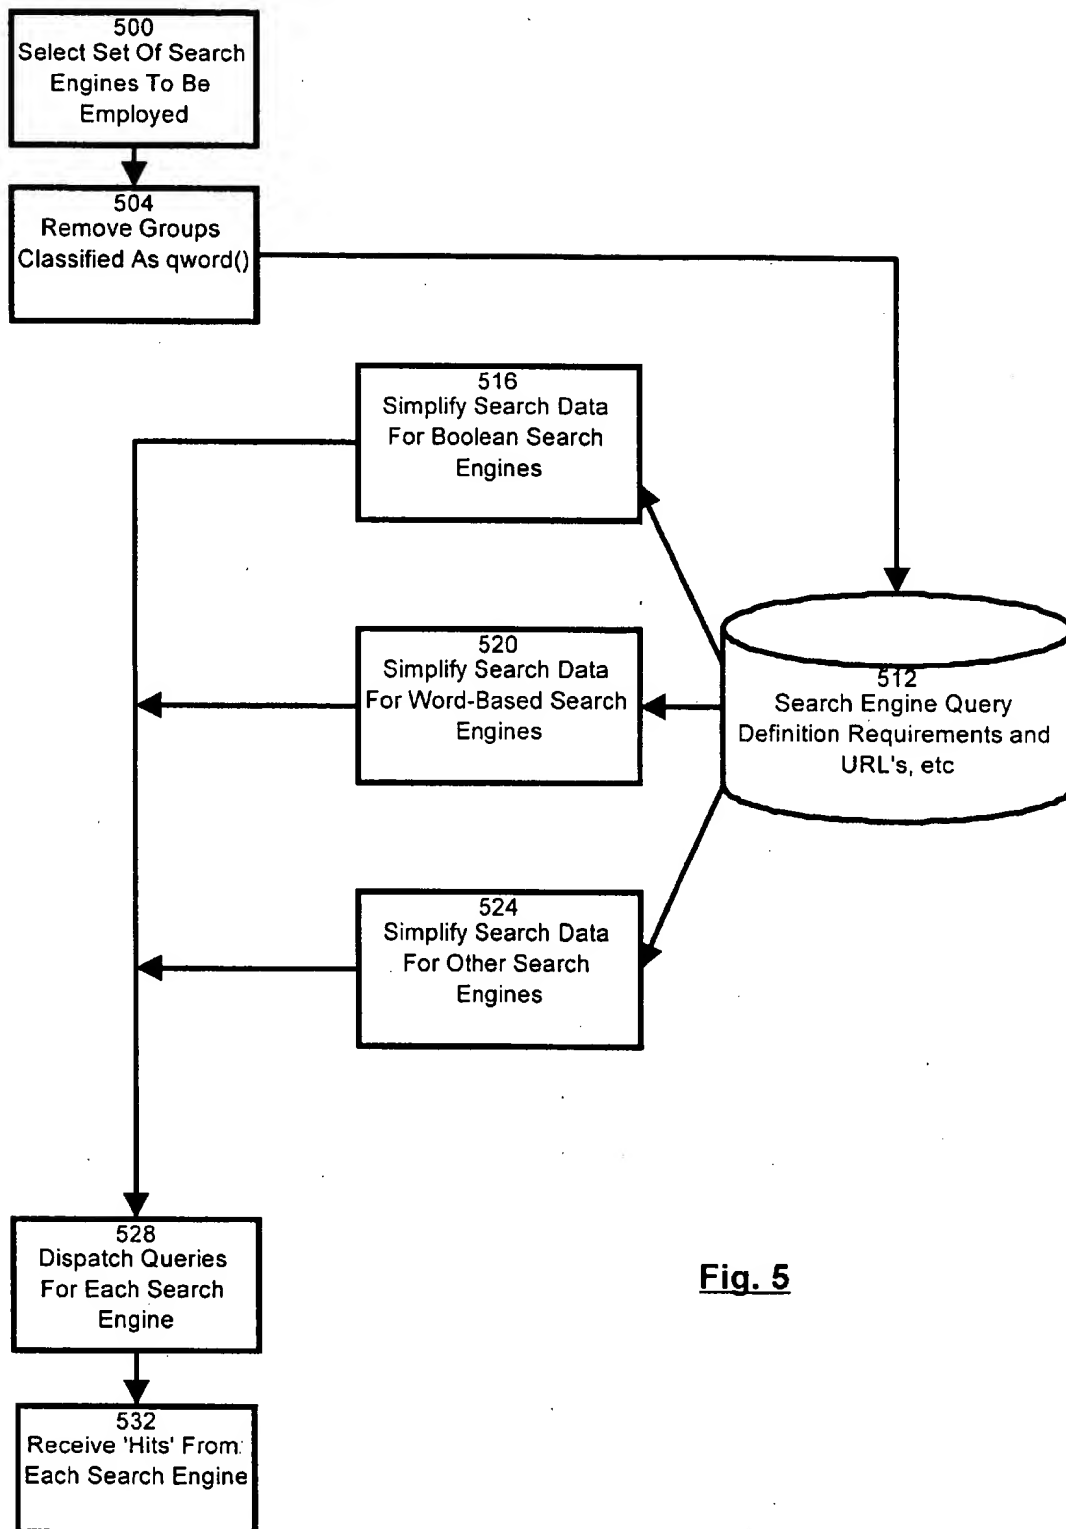 500
Select Set Of Search
Engines To Be
Employed
504
Remove Groups
Classified As qword()
516
Simplify Search Data
For Boolean Search
Engines
520
Simplify Search Data
For Word-Based Search
Engines
512
Search Engine Query
Definition Requirements and
URL's, etc
524
Simplify Search Data
For Other Search
Engines
528
Dispatch Queries
For Each Search
Engine
Fig. 5
532
Receive 'Hits' From
Each Search Engine